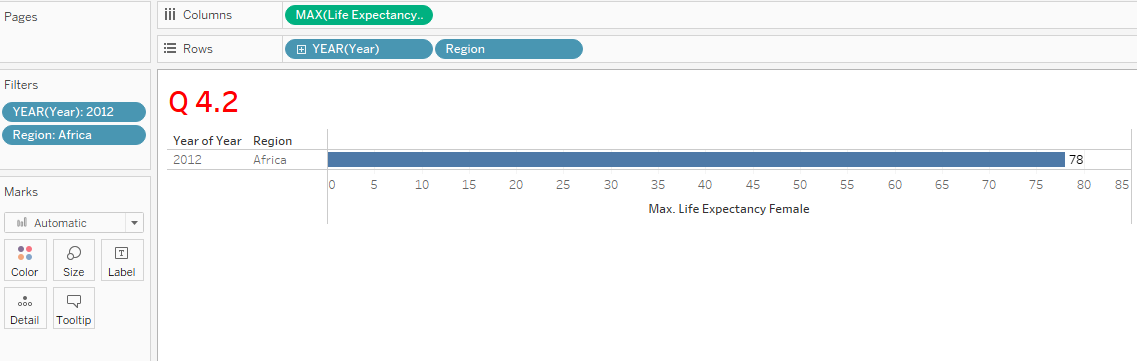 Pages
Columns
MAX(Life Expectancy..
Rows
YEAR(Year)
Region
Filters
YEAR(Year): 2012
Region: Africa
Marks
Automatic
Color
Size
Label
Detail
Tooltip
Q 4.2
Year of Year Region
2012 Africa 78
0 5 10 15 20 25 30 35 40 45 50 55 60 65 70 75 80 85
Max. Life Expectancy Female